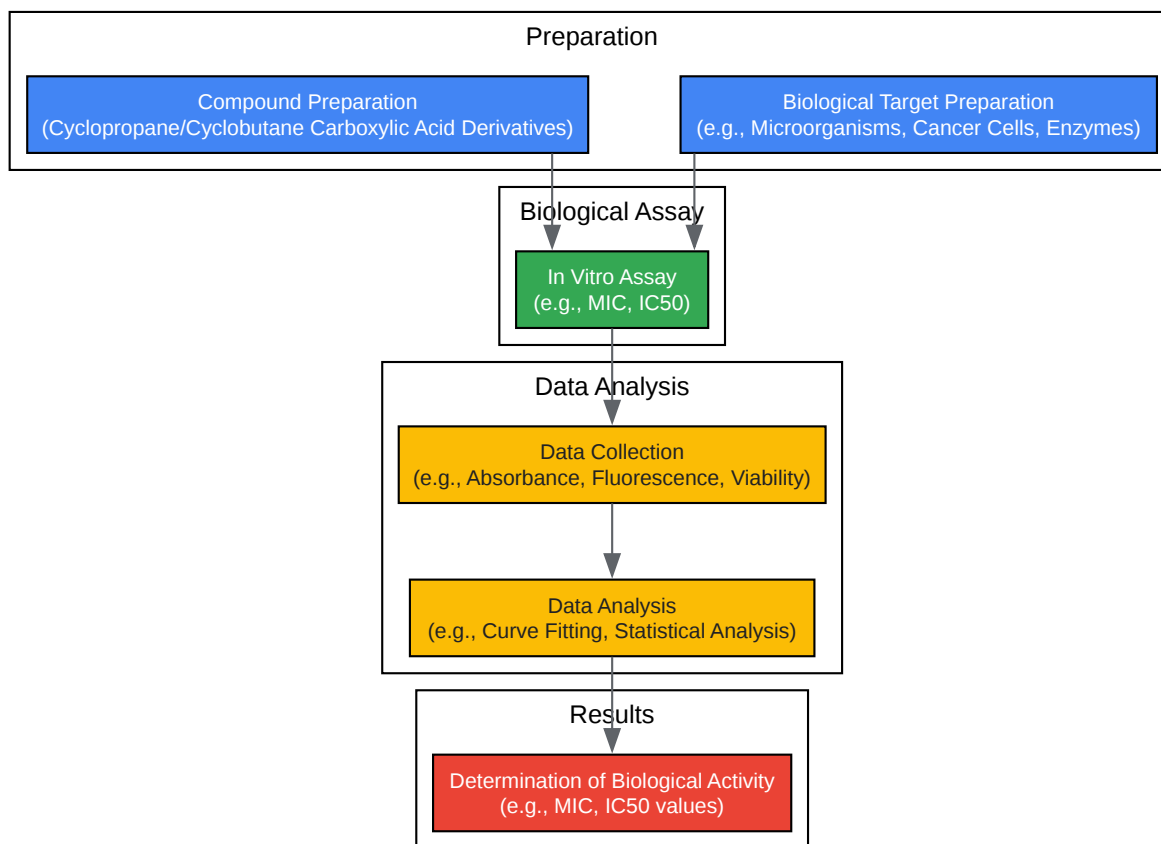 Preparation
Compound Preparation
(Cyclopropane/Cyclobutane Carboxylic Acid Derivatives)
Biological Target Preparation
(e.g., Microorganisms, Cancer Cells, Enzymes)
Biological Assay
In Vitro Assay
(e.g., MIC, IC50)
Data Analysis
Data Collection
(e.g., Absorbance, Fluorescence, Viability)
Data Analysis
(e.g., Curve Fitting, Statistical Analysis)
Results
Determination of Biological Activity
(e.g., MIC, IC50 values)